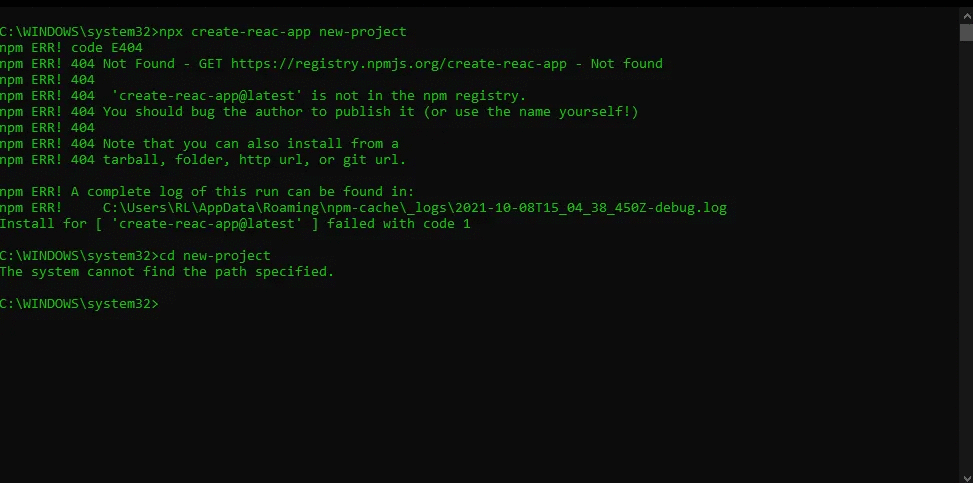 C:\WINDOWS\system32>npx create-reac-app new-project
npm ERR! code E404
npm ERR! 404 Not Found - GET https://registry.npmjs.org/create-reac-app - Not found
npm ERR! 404
npm ERR! 404  'create-reac-app@latest' is not in the npm registry.
npm ERR! 404 You should bug the author to publish it (or use the name yourself!)
npm ERR! 404
npm ERR! 404 Note that you can also install from a
npm ERR! 404 tarball, folder, http url, or git url.
npm ERR! A complete log of this run can be found in:
npm ERR!     C:\Users\RL\AppData\Roaming\npm-cache\_logs\2021-10-08T15_04_38_450Z-debug.log
Install for [ 'create-reac-app@latest' ] failed with code 1
C:\WINDOWS\system32>cd new-project
The system cannot find the path specified.
C:\WINDOWS\system32>